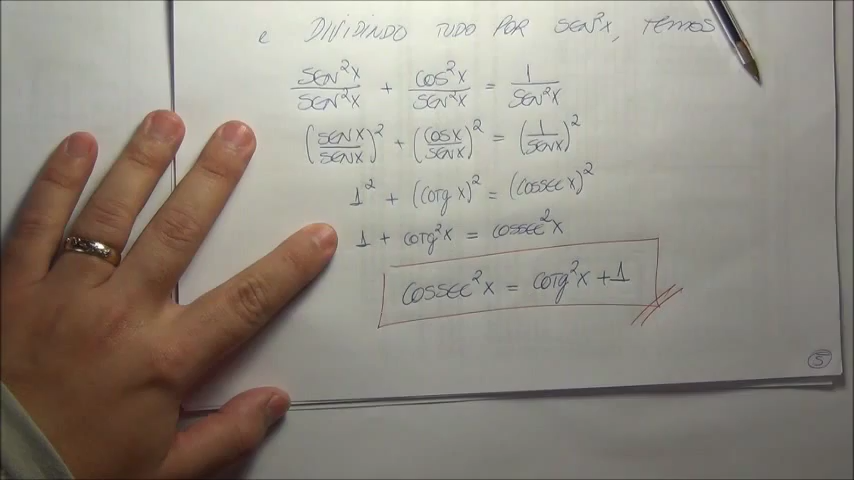 e DIVIDINDO TUDO POR SEN²X, TEMOS
SEN²X/SEN²X + COS²X/SEN²X = 1/SEN²X
(SENX/SENX)² + (COSX/SENX)² = (1/SENX)²
1² + (COTG X)² = (COSSEC X)²
1 + COTG²X = COSSEC²X
COSSEC²X = COTG²X + 1
5